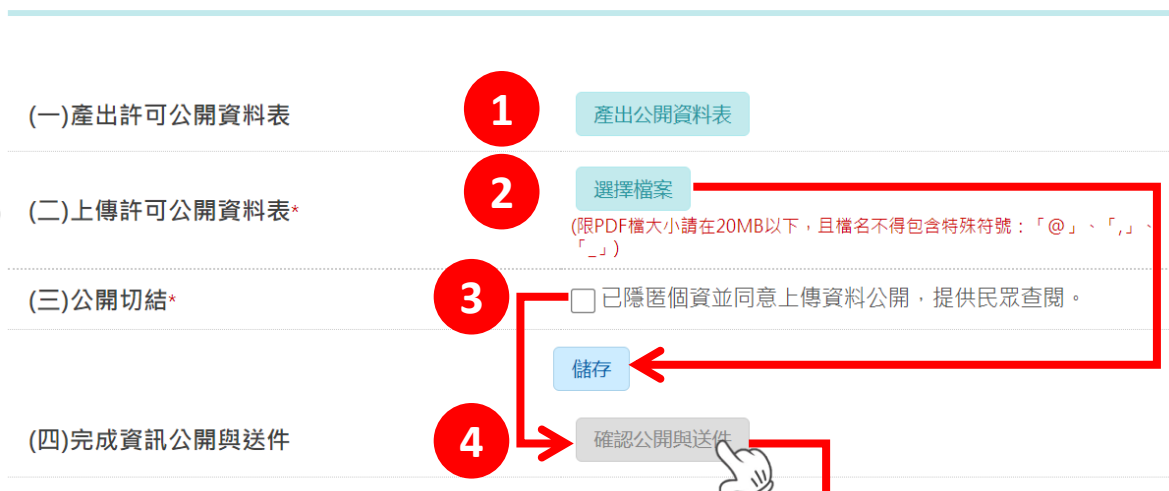 (一)產出許可公開資料表
1
產出公開資料表
(二)上傳許可公開資料表*
2
選擇檔案
(限PDF檔大小請在20MB以下，且檔名不得包含特殊符號：「@」、「,」、
「_」)
(三)公開切結*
3
已隱匿個資並同意上傳資料公開，提供民眾查閱。
儲存
(四)完成資訊公開與送件
4
確認公開與送件